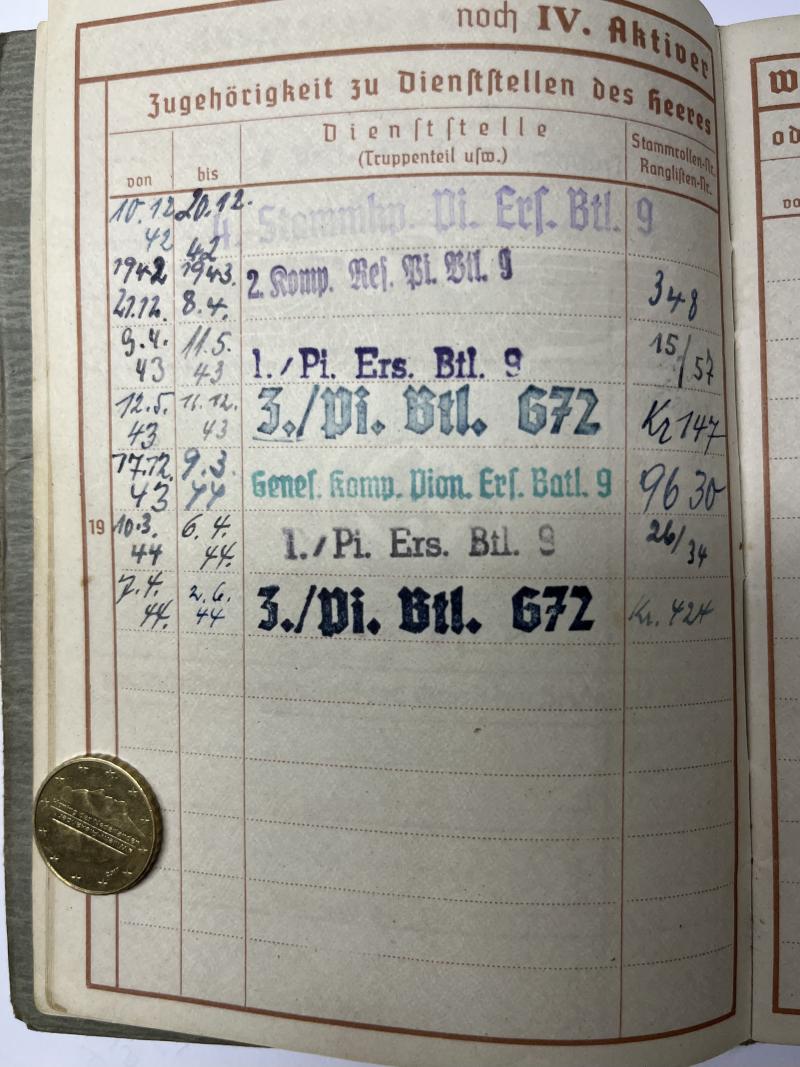 noch IV. Aktiver
Zugehörigkeit zu Dienststellen des Heeres
von
bis
Dienststelle
(Truppenteil usw.)
Stammrollen-Nr.
Ranglisten-Nr.
10.12 20.12. 4. Stammkp. Pi. Ers. Btl. 9
42 42
1942 1943. 2. Komp. Res. Pi. Btl. 9 348
21.12. 8.4.
9.4. 11.5. 1./Pi. Ers. Btl. 9 15/57
43 43
12.5. 11.12. 3./Pi. Btl. 672 Kr 147
43 43
17.12. 9.3. Genes. Komp. Pion. Ers. Batl. 9 9630
43 44
19 10.3. 6.4. 1./Pi. Ers. Btl. 9 26/34
44 44.
7.4. 2.6. 3./Pi. Btl. 672 Kr. 424
44. 44
W
od
vo